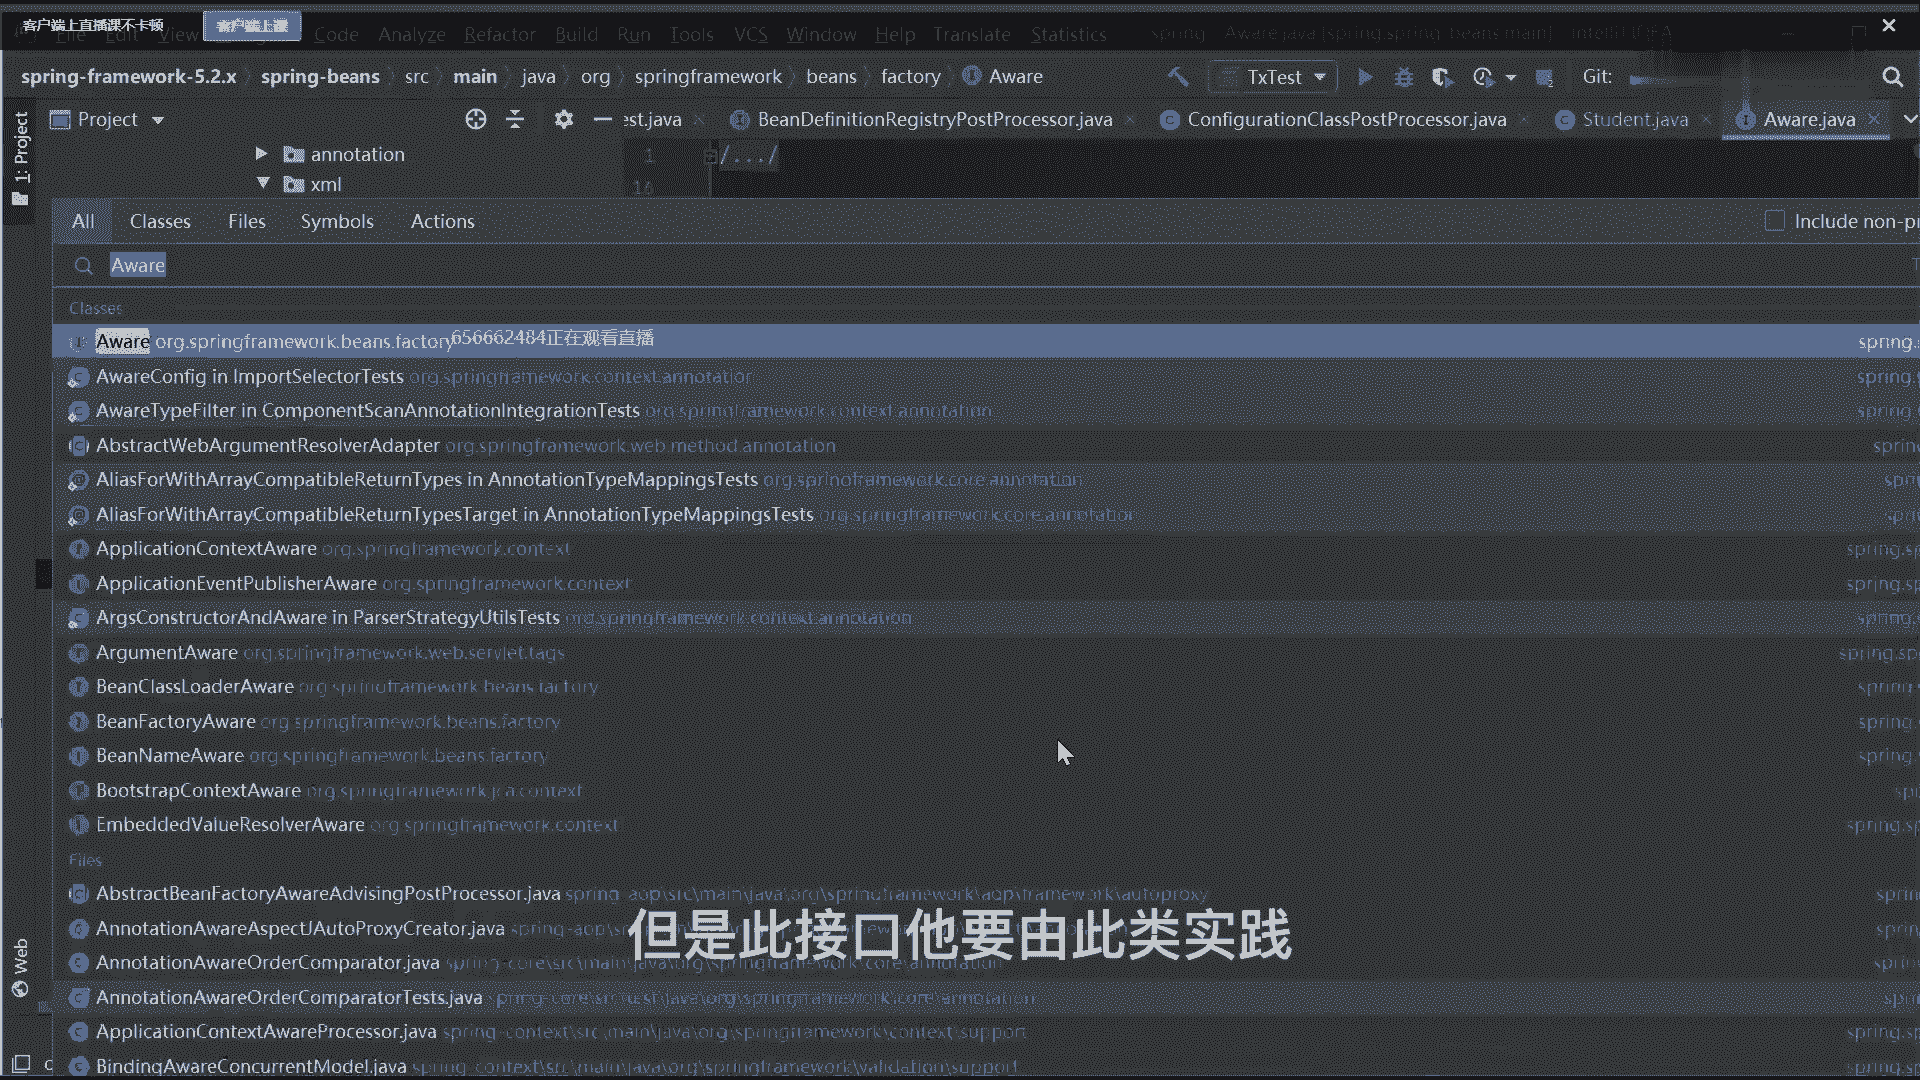 客户端上直播课不卡顿
File Edit View Code Analyze Refactor Build Run Tools VCS Window Help Translate Statistics
spring-framework-5.2.x spring-beans src main java org springframework beans factory Aware TxTest Git:
1: Project
Project est.java BeanDefinitionRegistryPostProcessor.java ConfigurationClassPostProcessor.java Student.java Aware.java
annotation 1 /.../
xml 16
All Classes Files Symbols Actions Include non-pr
Aware
Classes
Aware org.springframework.beans.factory 656662484正在观看直播 spring.
AwareConfig in ImportSelectorTests org.springframework.context.annotation spring.
AwareTypeFilter in ComponentScanAnnotationIntegrationTests org.springframework.context.annotation spring.
AbstractWebArgumentResolverAdapter org.springframework.web.method.annotation spring
AliasForWithArrayCompatibleReturnTypes in AnnotationTypeMappingsTests org.springframework.core.annotation spr
AliasForWithArrayCompatibleReturnTypesTarget in AnnotationTypeMappingsTests org.springframework.core.annotation spri
ApplicationContextAware org.springframework.context spring.sp
ApplicationEventPublisherAware org.springframework.context spring.sp
ArgsConstructorAndAware in ParserStrategyUtilsTests org.springframework.context.annotation spring.
ArgumentAware org.springframework.web.servlet.tags spring.sp
BeanClassLoaderAware org.springframework.beans.factory spring.
BeanFactoryAware org.springframework.beans.factory spring.
BeanNameAware org.springframework.beans.factory spring.
BootstrapContextAware org.springframework.jca.context spr
EmbeddedValueResolverAware org.springframework.context spring.sp
Files
AbstractBeanFactoryAwareAdvisingPostProcessor.java spring-aop\src\main\java\org\springframework\aop\framework\autoproxy sprin
AnnotationAwareAspectJAutoProxyCreator.java spring-aop\s sprin
但是此接口他要由此类实践
AnnotationAwareOrderComparator.java spring-core\src\main\java\org\springframework\core\annotation sprin
AnnotationAwareOrderComparatorTests.java spring-core\src\test\java\org\springframework\core\annotation spri
ApplicationContextAwareProcessor.java spring-context\src\main\java\org\springframework\context\support spring.
BindingAwareConcurrentModel.java spring-context\src\main\java\org\springframework\validation\support spring.
Web